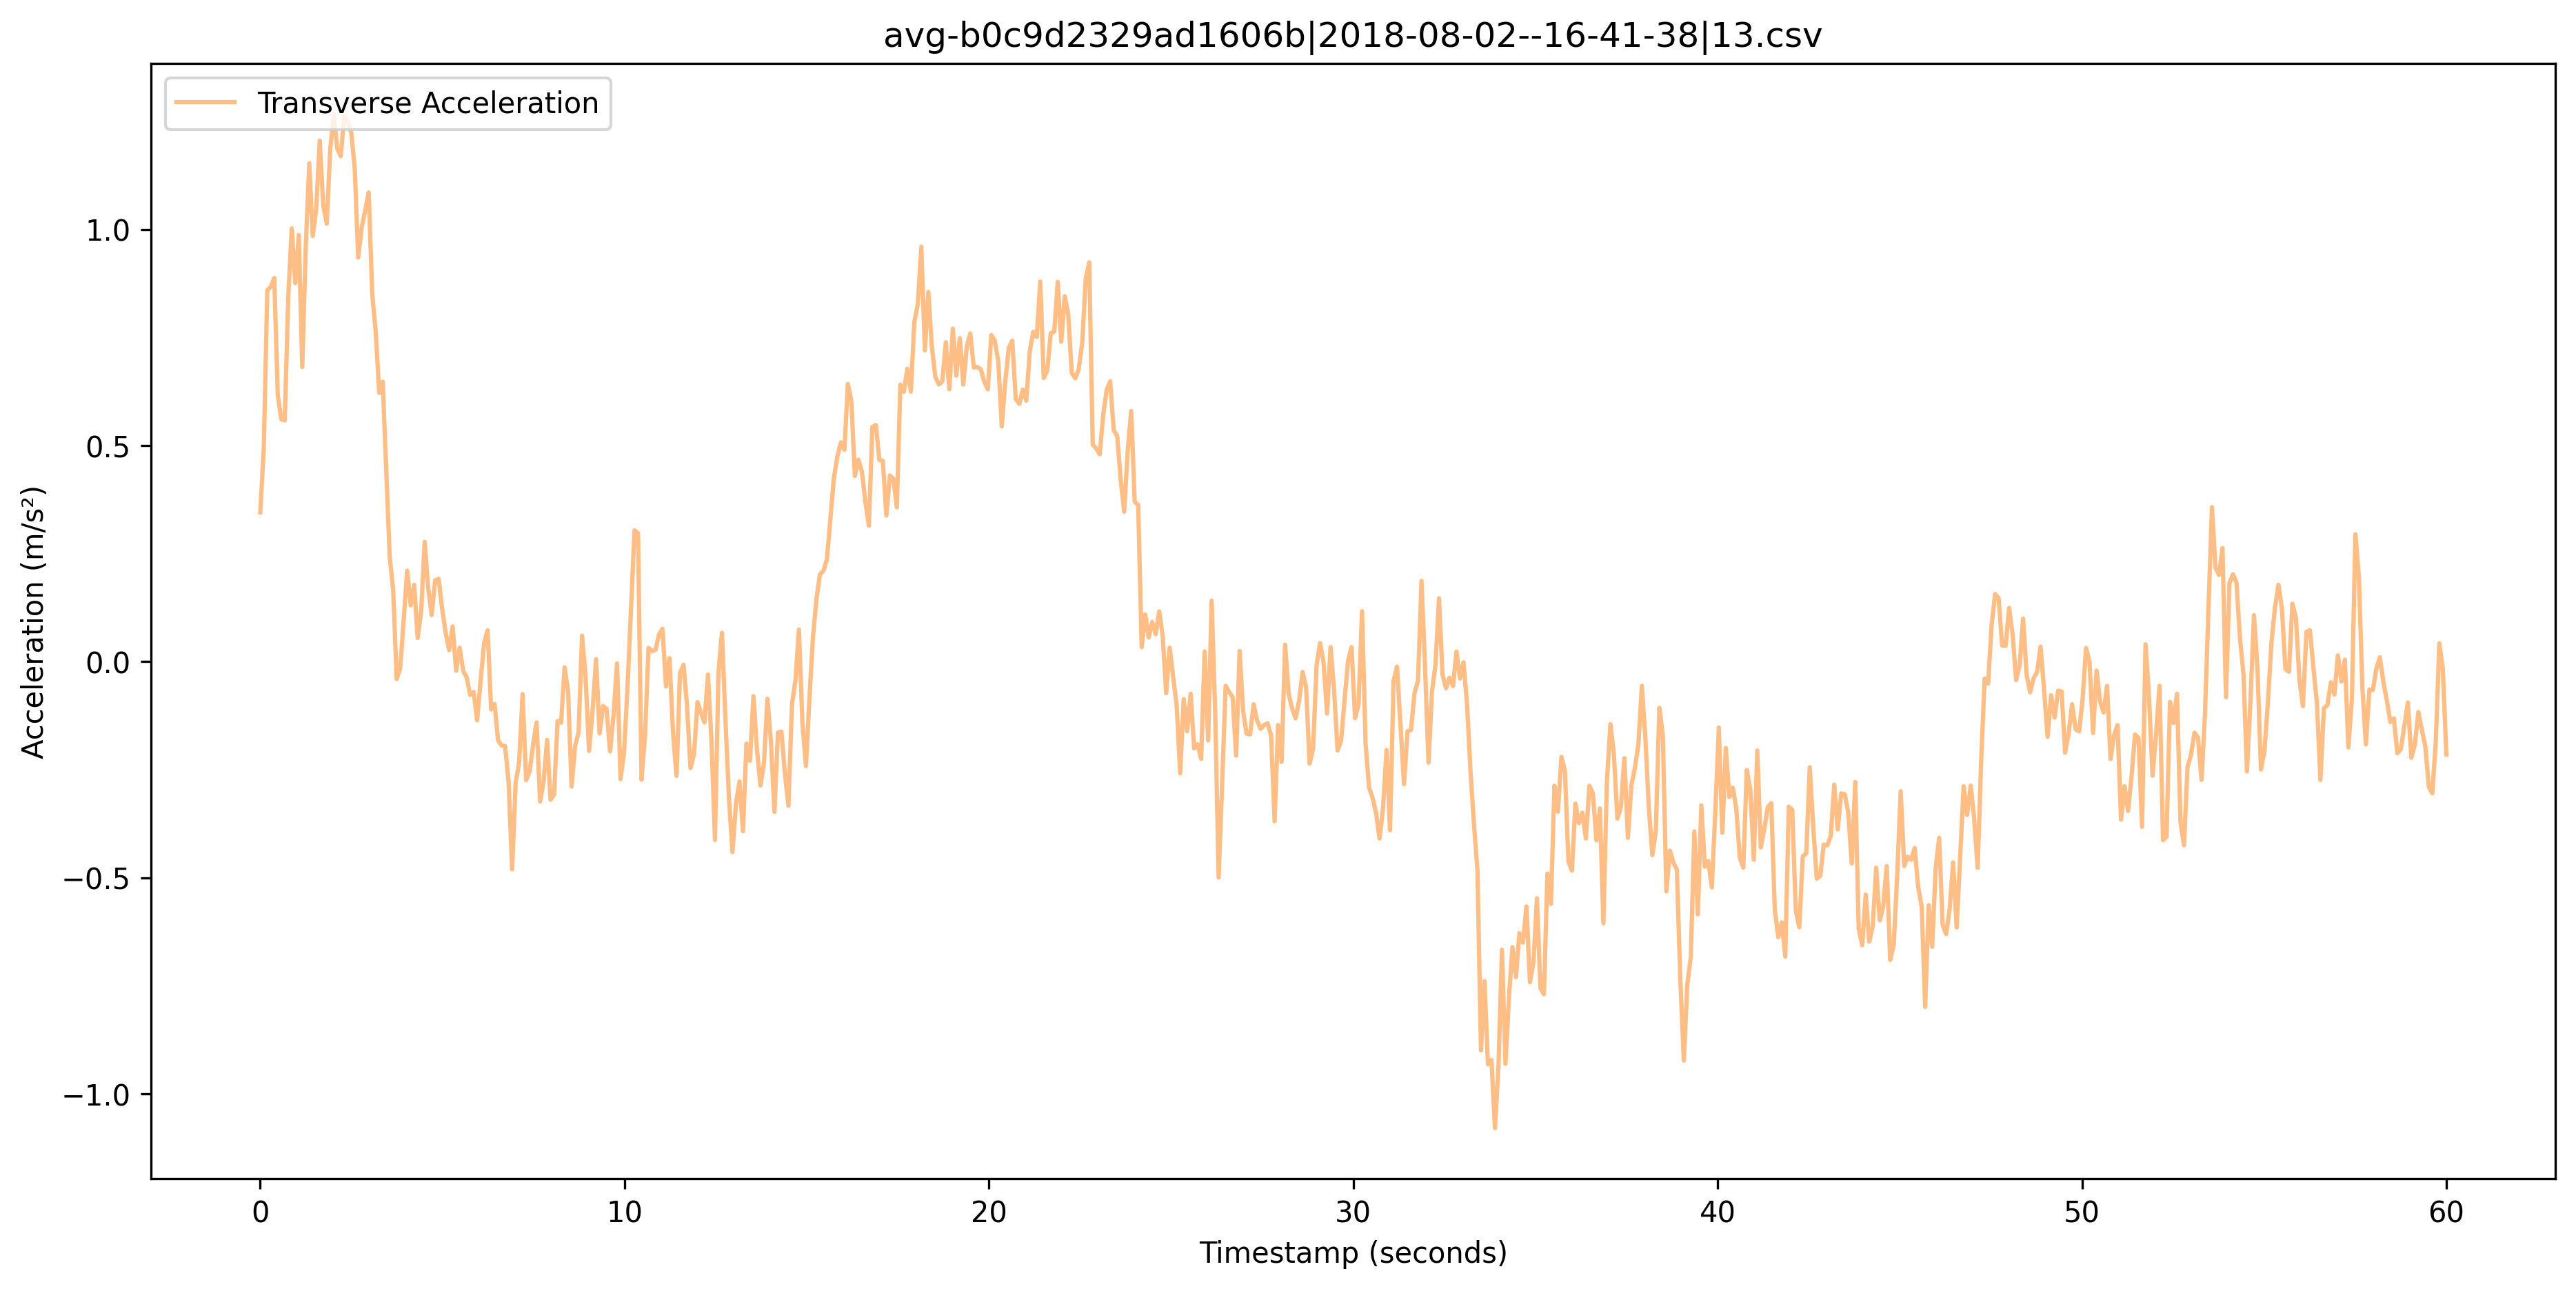 avg-b0c9d2329ad1606b|2018-08-02--16-41-38|13.csv
Transverse Acceleration
1.0
0.5
0.0
−0.5
−1.0
Acceleration (m/s²)
0 10 20 30 40 50 60
Timestamp (seconds)